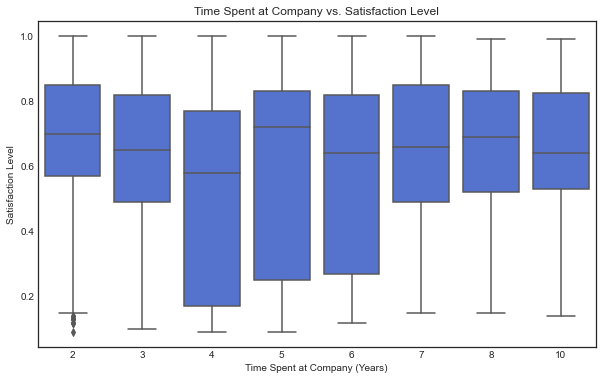 Time Spent at Company vs. Satisfaction Level
1.0
0.8
0.6
0.4
0.2
Satisfaction Level
2 3 4 5 6 7 8 10
Time Spent at Company (Years)